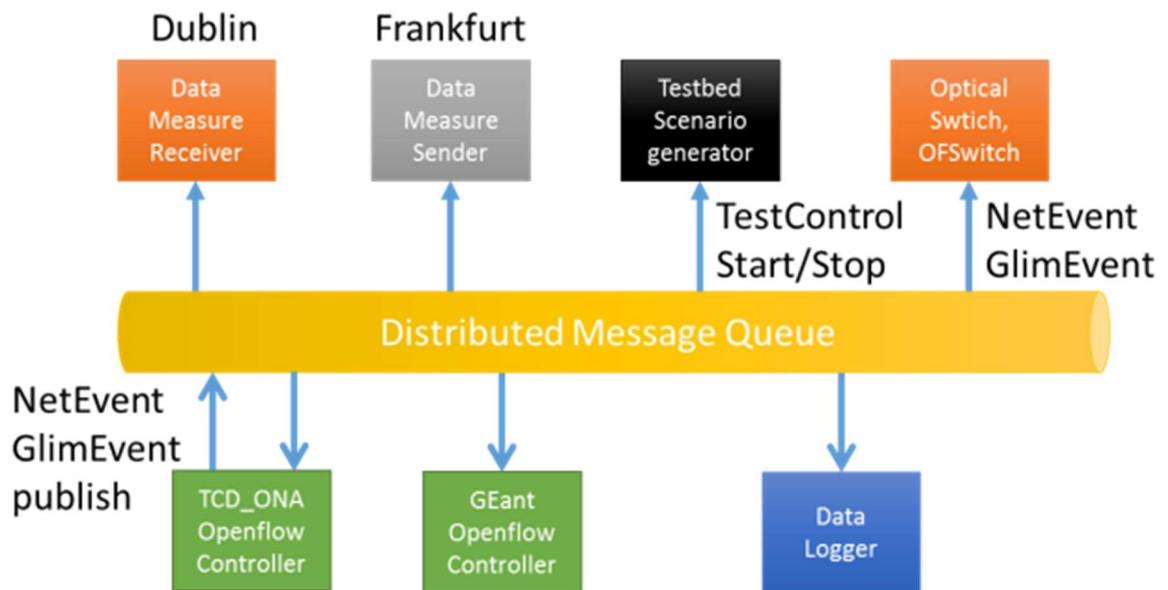 Dublin
Frankfurt
Data
Measure
Receiver
Data
Measure
Sender
Testbed
Scenario
generator
Optical
Swtich,
OFSwitch
TestControl
Start/Stop
NetEvent
GlimEvent
Distributed Message Queue
NetEvent
GlimEvent
publish
TCD_ONA
Openflow
Controller
GEant
Openflow
Controller
Data
Logger